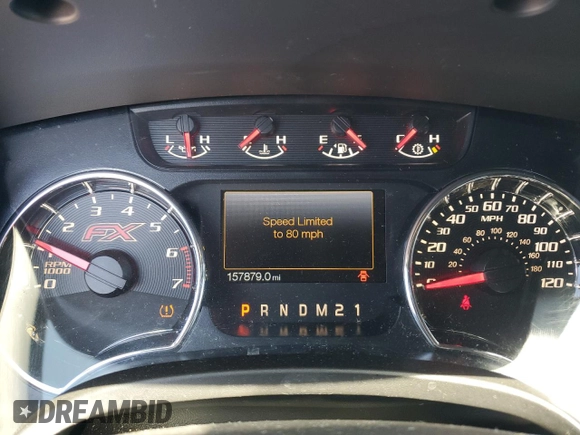 L H
C H
E F
C H
1 2 3 4 5 6
FX
RPM
1000
0 7
Speed Limited
to 80 mph
157879.0 mi
P R N D M 2 1
0 10 20 30 40 50 60 70 80 90 100 110 120
MPH
20 40 60 80 100 120 140 160 180
DREAMBID